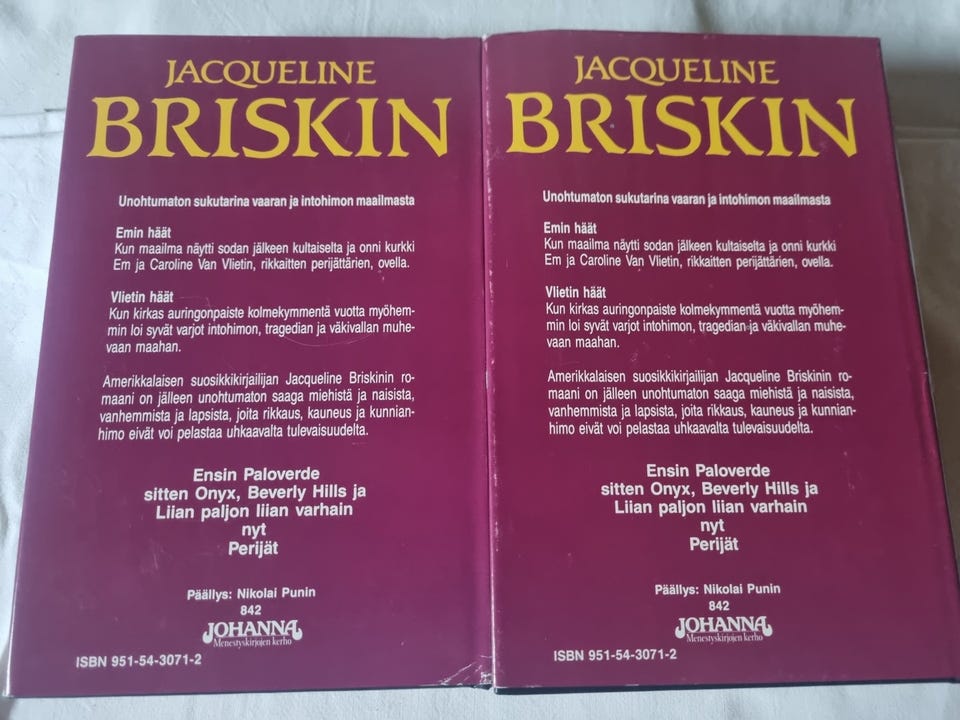 JACQUELINE
BRISKIN
Unohtumaton sukutarina vaaran ja intohimon maailmasta
Emin häät
Kun maailma näytti sodan jälkeen kultaiselta ja onni kurkki
Em ja Caroline Van Vlietin, rikkaitten perijättärien, ovella.
Vlietin häät
Kun kirkas auringonpaiste kolmekymmentä vuotta myöhem-
min loi syvät varjot intohimon, tragedian ja väkivallan muhe-
vaan maahan.
Amerikkalaisen suosikkikirjailijan Jacqueline Briskinin ro-
maani on jälleen unohtumaton saaga miehistä ja naisista,
vanhemmista ja lapsista, joita rikkaus, kauneus ja kunnian-
himo eivät voi pelastaa uhkaavalta tulevaisuudelta.
Ensin Paloverde
sitten Onyx, Beverly Hills ja
Liian paljon liian varhain
nyt
Perijät
Päällys: Nikolai Punin
842
JOHANNA
Menestyskirjojen kerho
ISBN 951-54-3071-2
JACQUELINE
BRISKIN
Unohtumaton sukutarina vaaran ja intohimon maailmasta
Emin häät
Kun maailma näytti sodan jälkeen kultaiselta ja onni kurkki
Em ja Caroline Van Vlietin, rikkaitten perijättärien, ovella.
Vlietin häät
Kun kirkas auringonpaiste kolmekymmentä vuotta myöhem-
min loi syvät varjot intohimon, tragedian ja väkivallan muhe-
vaan maahan.
Amerikkalaisen suosikkikirjailijan Jacqueline Briskinin ro-
maani on jälleen unohtumaton saaga miehistä ja naisista,
vanhemmista ja lapsista, joita rikkaus, kauneus ja kunnian-
himo eivät voi pelastaa uhkaavalta tulevaisuudelta.
Ensin Paloverde
sitten Onyx, Beverly Hills ja
Liian paljon liian varhain
nyt
Perijät
Päällys: Nikolai Punin
842
JOHANNA
Menestyskirjojen kerho
ISBN 951-54-3071-2